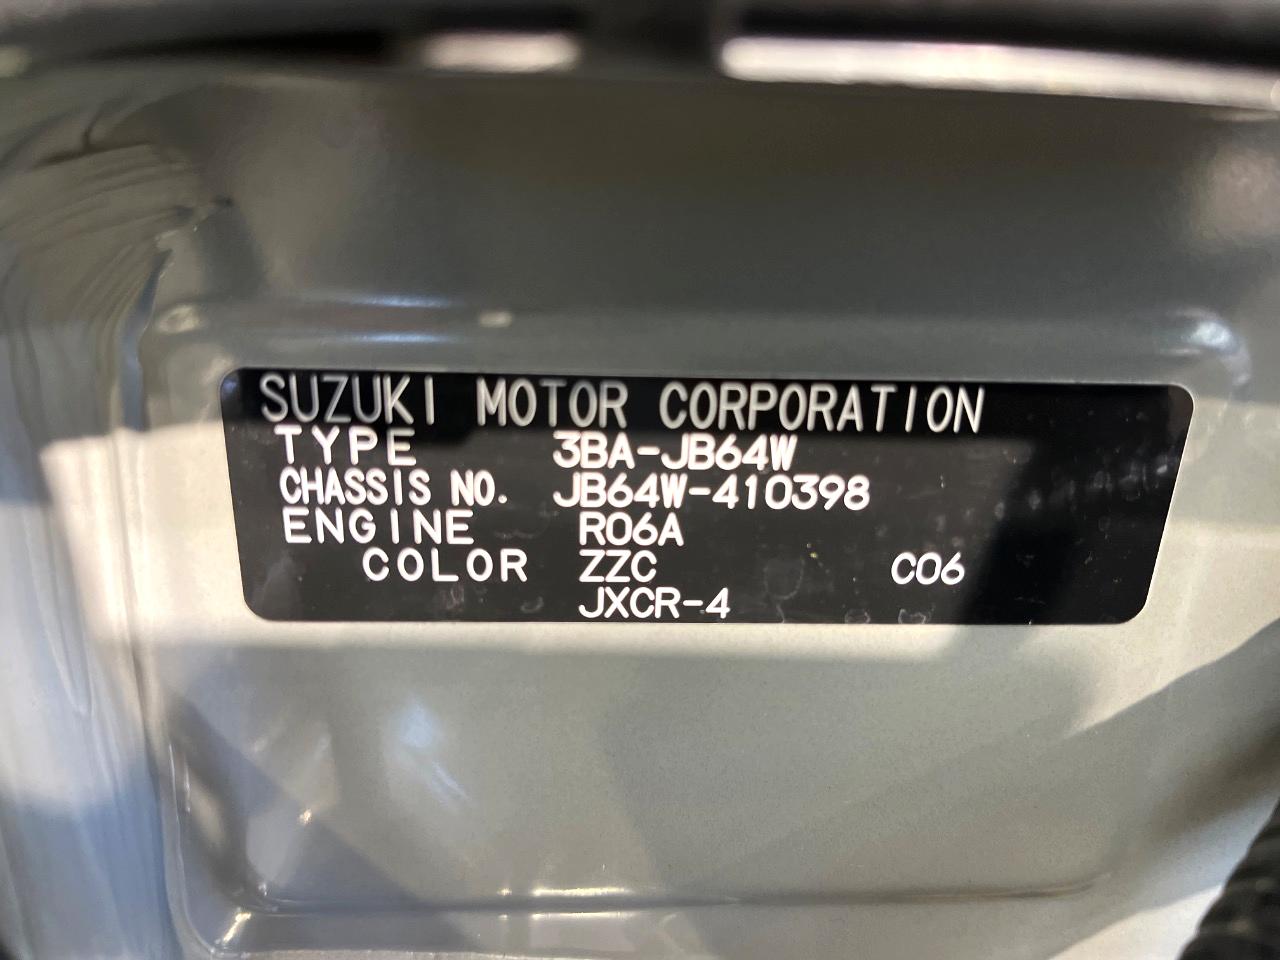 SUZUKI MOTOR CORPORATION
TYPE 3BA-JB64W
CHASSIS NO. JB64W-410398
ENGINE R06A
COLOR ZZC C06
JXCR-4